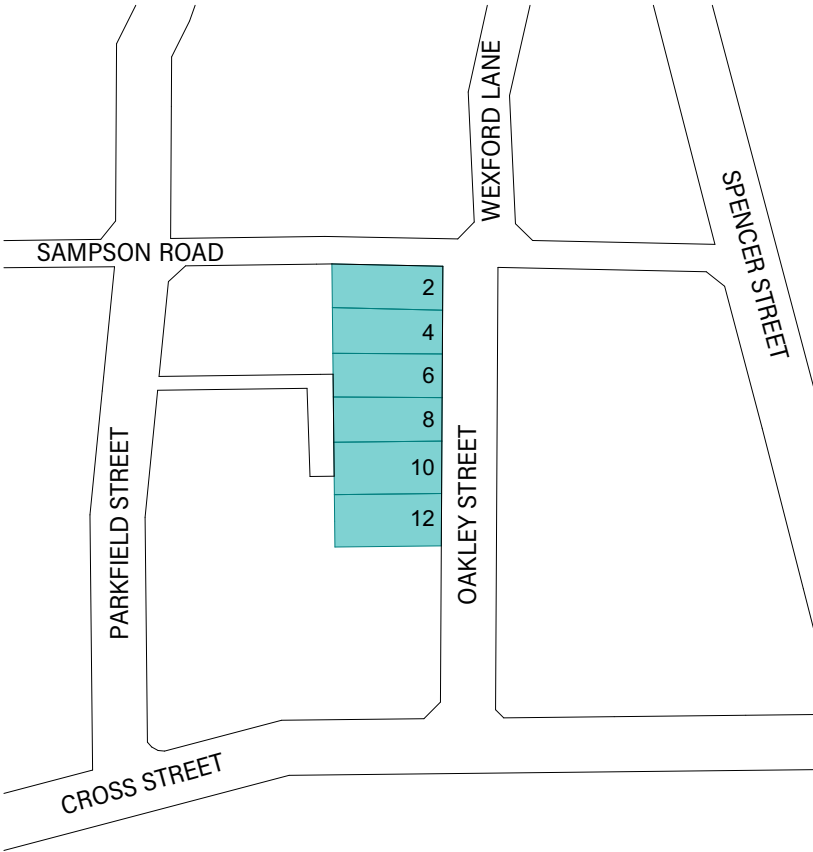 WEXFORD LANE
SPENCER STREET
SAMPSON ROAD
2
4
6
8
10
12
OAKLEY STREET
PARKFIELD STREET
CROSS STREET